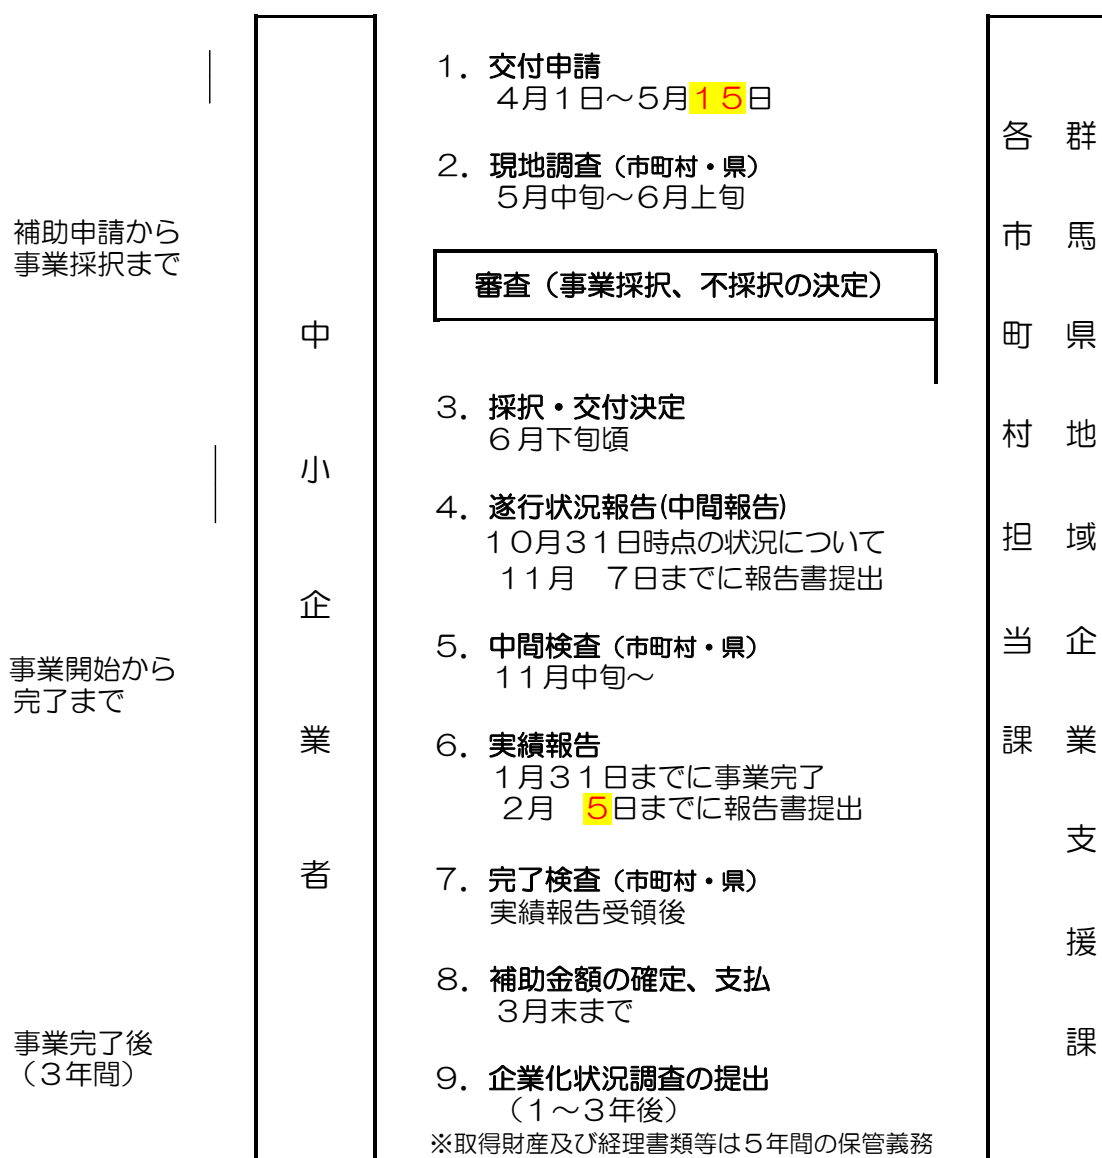 補助申請から
事業採択まで
事業開始から
完了まで
事業完了後
（３年間）
中小企業者
１．交付申請
４月１日～５月１５日
２．現地調査（市町村・県）
５月中旬～６月上旬
審査（事業採択、不採択の決定）
３．採択・交付決定
６月下旬頃
４．遂行状況報告(中間報告)
１０月３１日時点の状況について
１１月　７日までに報告書提出
５．中間検査（市町村・県）
１１月中旬～
６．実績報告
１月３１日までに事業完了
２月　５日までに報告書提出
７．完了検査（市町村・県）
実績報告受領後
８．補助金額の確定、支払
３月末まで
９．企業化状況調査の提出
（１～３年後）
※取得財産及び経理書類等は５年間の保管義務
群馬県地域企業支援課
各市町村担当課